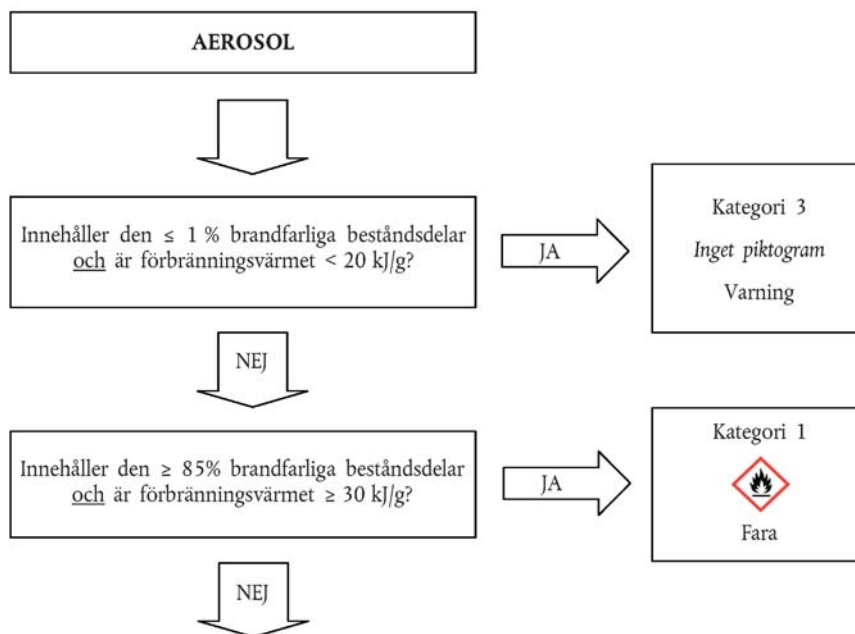 AEROSOL
Innehåller den ≤ 1 % brandfarliga beståndsdelar
och är förbränningsvärmet < 20 kJ/g?
JA
Kategori 3
Inget piktogram
Varning
NEJ
Innehåller den ≥ 85% brandfarliga beståndsdelar
och är förbränningsvärmet ≥ 30 kJ/g?
JA
Kategori 1
Fara
NEJ